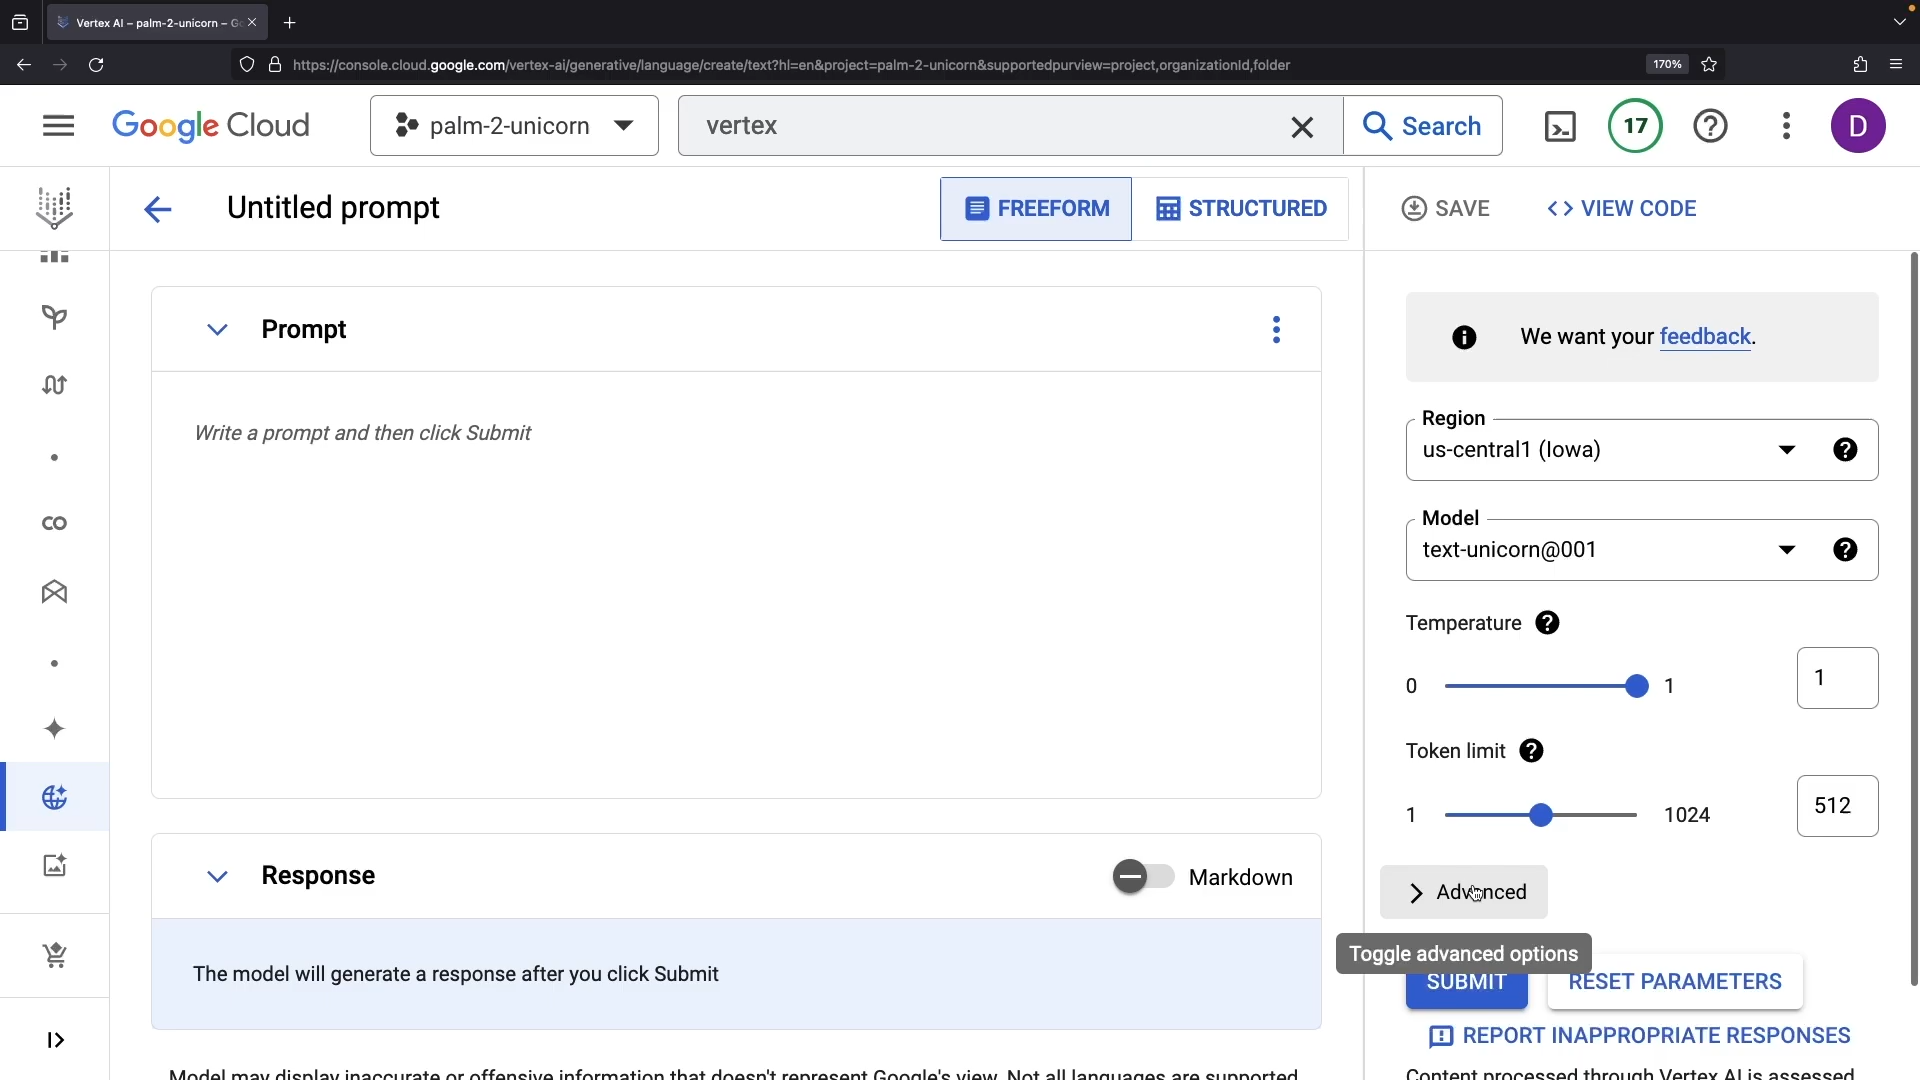 Vertex AI – palm-2-unicorn – G
https://console.cloud.google.com/vertex-ai/generative/language/create/text?hl=en&project=palm-2-unicorn&supportedpurview=project,organizationId,folder
170%
Google Cloud
palm-2-unicorn
vertex
Search
17
D
Untitled prompt
FREEFORM
STRUCTURED
SAVE
VIEW CODE
Prompt
Write a prompt and then click Submit
We want your feedback.
Region
us-central1 (Iowa)
Model
text-unicorn@001
Temperature
0
1
1
Token limit
1
1024
512
Response
Markdown
Advanced
Toggle advanced options
The model will generate a response after you click Submit
SUBMIT
RESET PARAMETERS
REPORT INAPPROPRIATE RESPONSES
Model may display inaccurate or offensive information that doesn't represent Google's view. Not all languages are supported
Content processed through Vertex AI is assessed